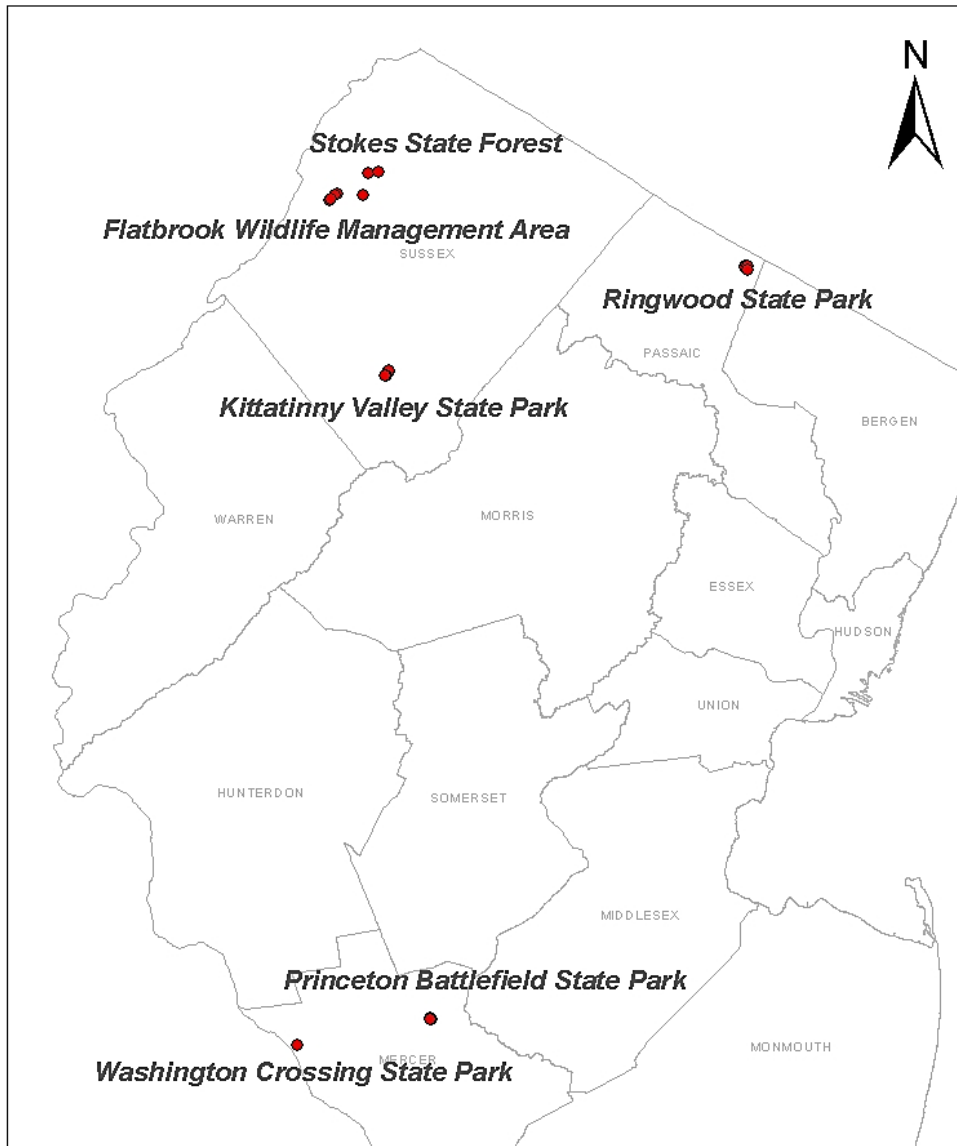 N
Stokes State Forest
Flatbrook Wildlife Management Area
SUSSEX
Ringwood State Park
PASSAIC
Kittatinny Valley State Park
BERGEN
WARREN
MORRIS
ESSEX
HUDSON
UNION
HUNTERDON
SOMERSET
MIDDLESEX
Princeton Battlefield State Park
MONMOUTH
MERCER
Washington Crossing State Park